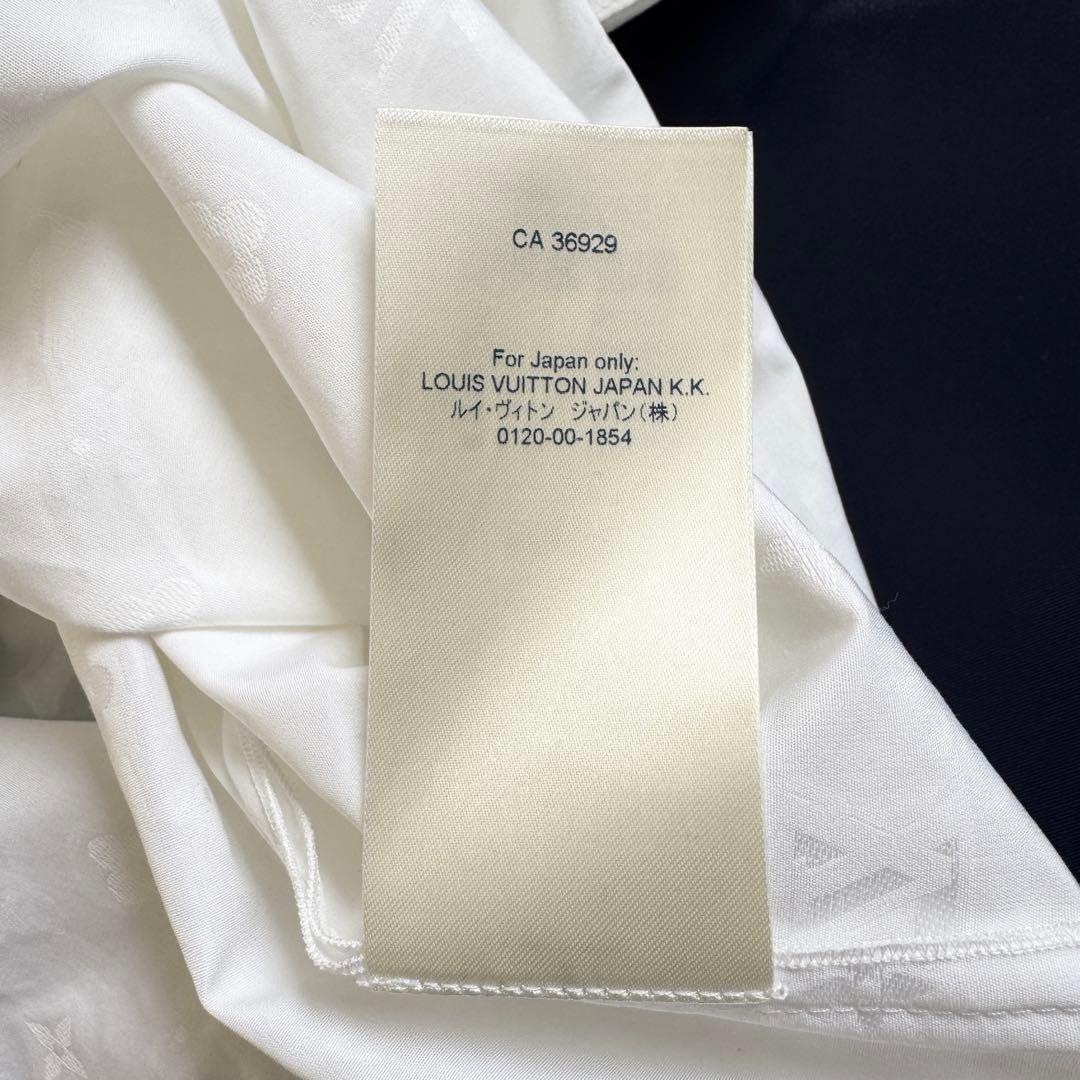 CA 36929
For Japan only:
LOUIS VUITTON JAPAN K.K.
ルイ・ヴィトン ジャパン(株)
0120-00-1854